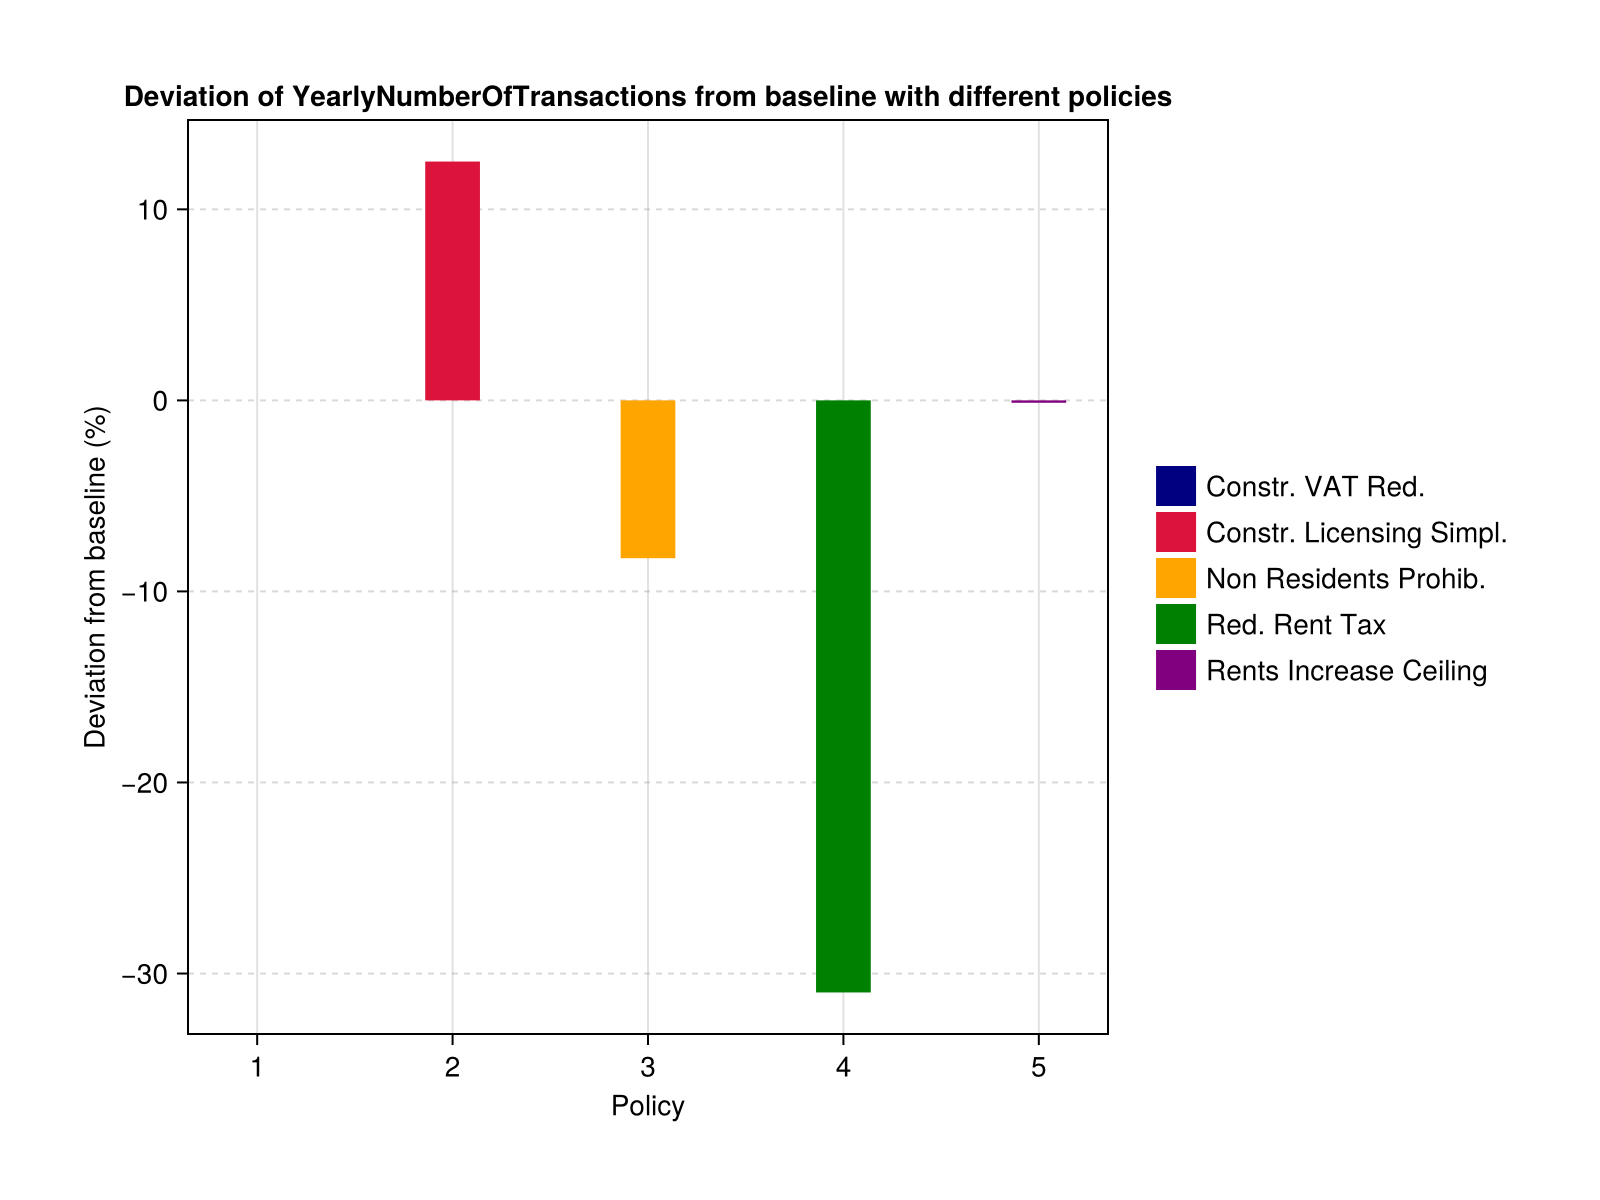 Deviation of YearlyNumberOfTransactions from baseline with different policies
Deviation from baseline (%)
10
0
−10
−20
−30
1
2
3
4
5
Policy
Constr. VAT Red.
Constr. Licensing Simpl.
Non Residents Prohib.
Red. Rent Tax
Rents Increase Ceiling